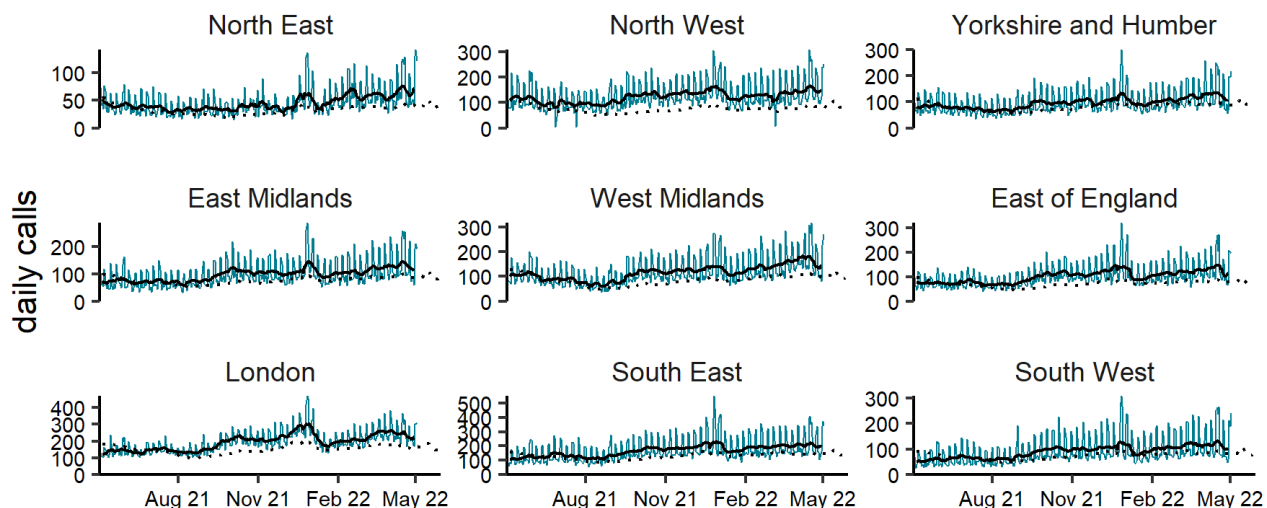 North East North West Yorkshire and Humber
100 300 300
50 200 200
0 100 100
0 0
East Midlands West Midlands East of England
200 300 300
100 200 200
0 100 100
0 0
daily calls
London South East South West
400 500 300
300 400 200
200 300 100
100 200 0
0 100
0
Aug 21 Nov 21 Feb 22 May 22 Aug 21 Nov 21 Feb 22 May 22 Aug 21 Nov 21 Feb 22 May 22